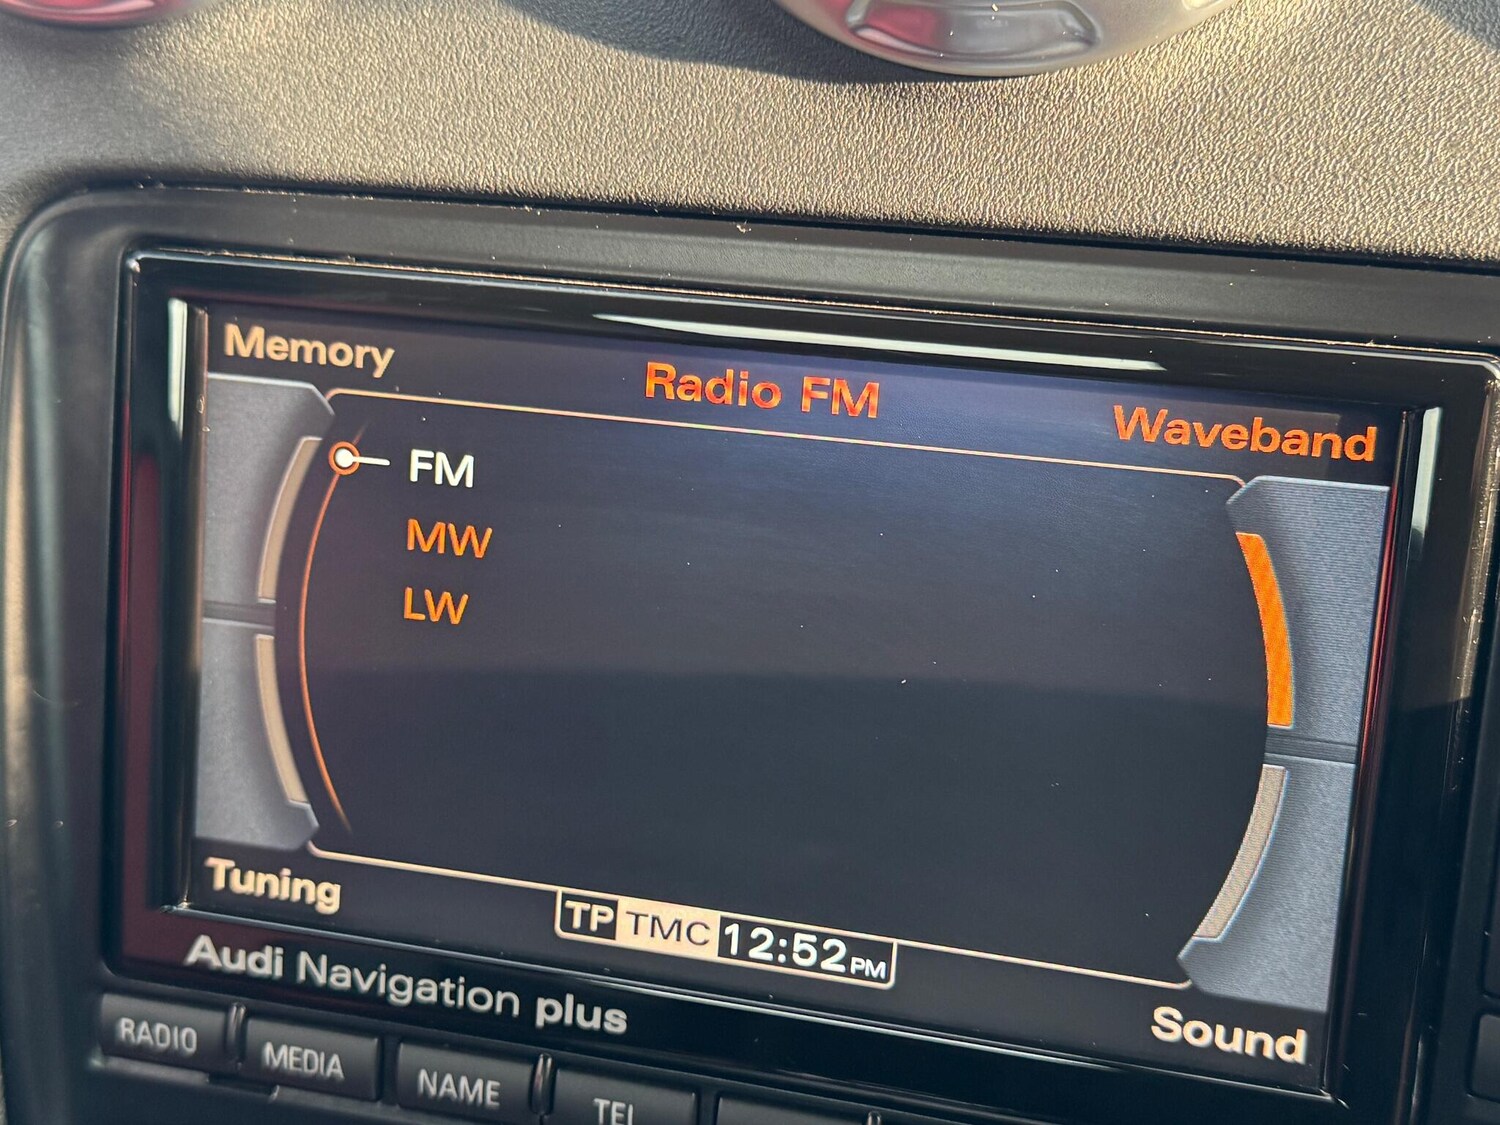 Memory
Radio FM
Waveband
FM
MW
LW
Tuning
TP TMC 12:52 PM
Sound
Audi Navigation plus
RADIO
MEDIA
NAME
TEL